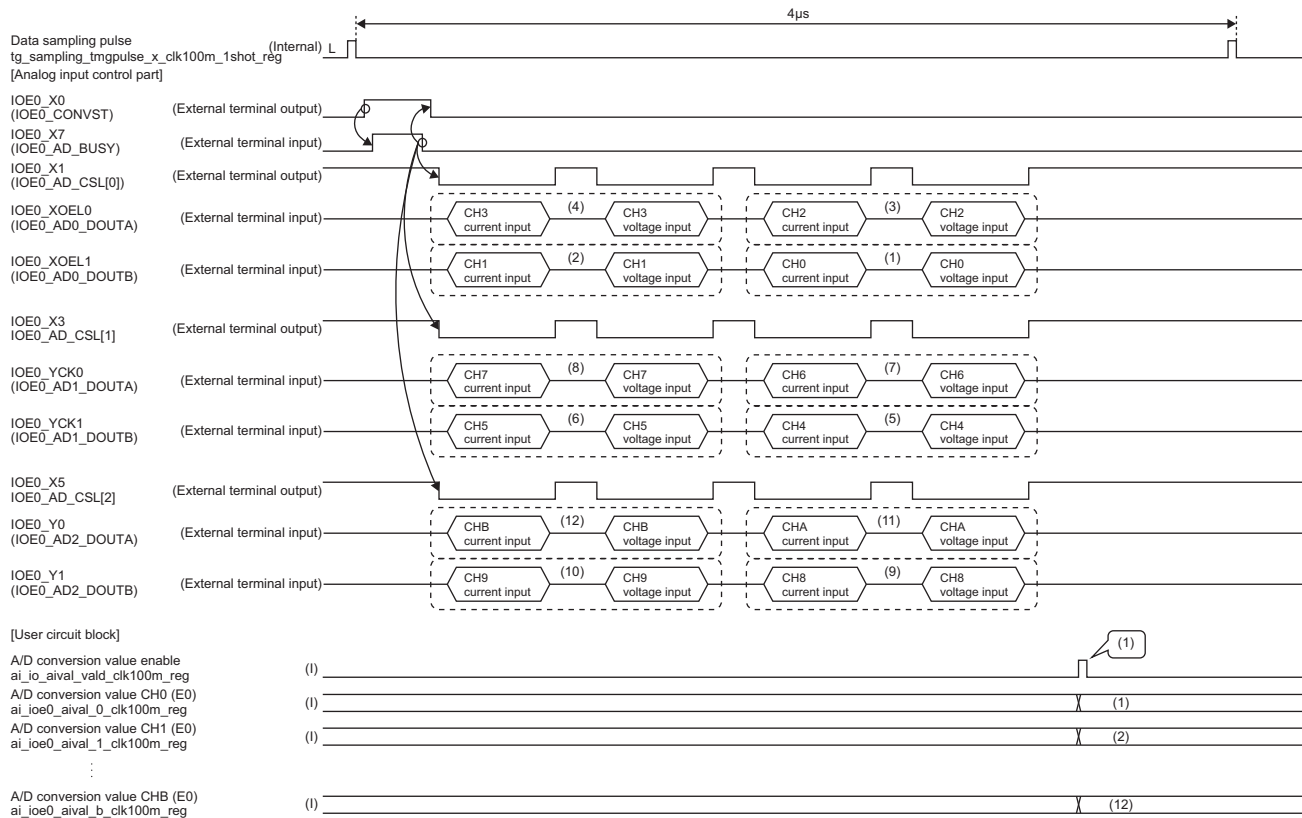 4μs
Data sampling pulse
tg_sampling_tmgpulse_x_clk100m_1shot_reg
(Internal)
L
[Analog input control part]
IOE0_X0
(IOE0_CONVST)
(External terminal output)
IOE0_X7
(IOE0_AD_BUSY)
(External terminal input)
IOE0_X1
(IOE0_AD_CSL[0])
(External terminal output)
IOE0_XOEL0
(IOE0_AD0_DOUTA)
(External terminal input)
CH3
current input
(4)
CH3
voltage input
CH2
current input
(3)
CH2
voltage input
IOE0_XOEL1
(IOE0_AD0_DOUTB)
(External terminal input)
CH1
current input
(2)
CH1
voltage input
CH0
current input
(1)
CH0
voltage input
IOE0_X3
IOE0_AD_CSL[1]
(External terminal output)
IOE0_YCK0
(IOE0_AD1_DOUTA)
(External terminal input)
CH7
current input
(8)
CH7
voltage input
CH6
current input
(7)
CH6
voltage input
IOE0_YCK1
(IOE0_AD1_DOUTB)
(External terminal input)
CH5
current input
(6)
CH5
voltage input
CH4
current input
(5)
CH4
voltage input
IOE0_X5
IOE0_AD_CSL[2]
(External terminal output)
IOE0_Y0
(IOE0_AD2_DOUTA)
(External terminal input)
CHB
current input
(12)
CHB
voltage input
CHA
current input
(11)
CHA
voltage input
IOE0_Y1
(IOE0_AD2_DOUTB)
(External terminal input)
CH9
current input
(10)
CH9
voltage input
CH8
current input
(9)
CH8
voltage input
[User circuit block]
(1)
A/D conversion value enable
ai_io_aival_vald_clk100m_reg
(I)
A/D conversion value CH0 (E0)
ai_ioe0_aival_0_clk100m_reg
(I)
(1)
A/D conversion value CH1 (E0)
ai_ioe0_aival_1_clk100m_reg
(I)
(2)
A/D conversion value CHB (E0)
ai_ioe0_aival_b_clk100m_reg
(I)
(12)